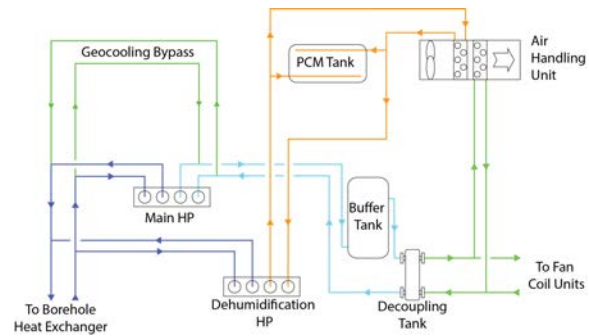 Geocooling Bypass
PCM Tank
Air
Handling
Unit
Main HP
Buffer
Tank
To Borehole
Heat Exchanger
Dehumidification
HP
Decoupling
Tank
To Fan
Coil Units